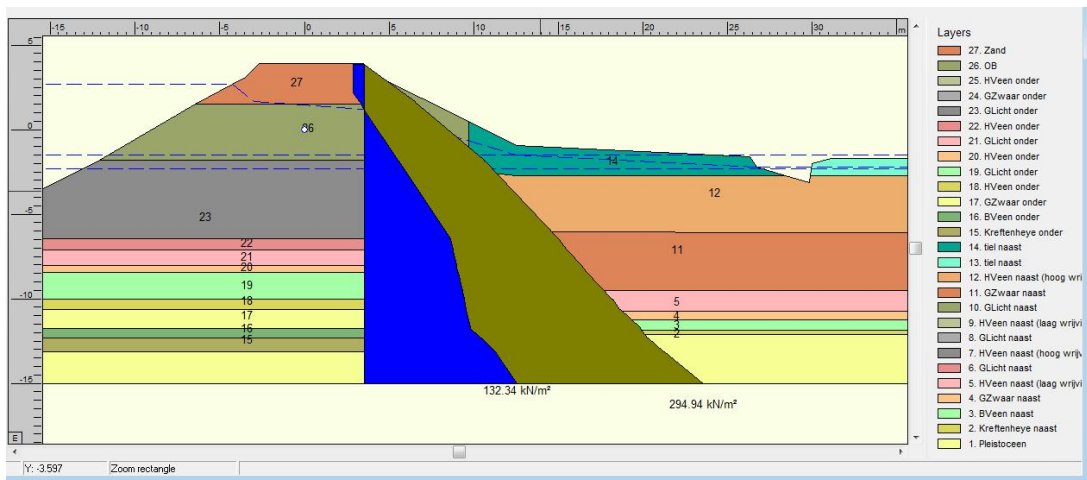 -15 -10 -5 0 5 10 15 20 25 30 m
5
0
-5
-10
-15
E
27
26
23
22
21
20
19
18
17
16
15
14
12
11
5
4
3
2
132.34 kN/m²
294.94 kN/m²
Layers
27. Zand
26. OB
25. HVeen onder
24. GZwaar onder
23. GLicht onder
22. HVeen onder
21. GLicht onder
20. HVeen onder
19. GLicht onder
18. HVeen onder
17. GZwaar onder
16. BVeen onder
15. Kreftenheye onder
14. tiel naast
13. tiel naast
12. HVeen naast (hoog wri
11. GZwaar naast
10. GLicht naast
9. HVeen naast (laag wrijvi
8. GLicht naast
7. HVeen naast (hoog wrijv
6. GLicht naast
5. HVeen naast (laag wrijvi
4. GZwaar naast
3. BVeen naast
2. Kreftenheye naast
1. Pleistoceen
Y: -3.597 Zoom rectangle